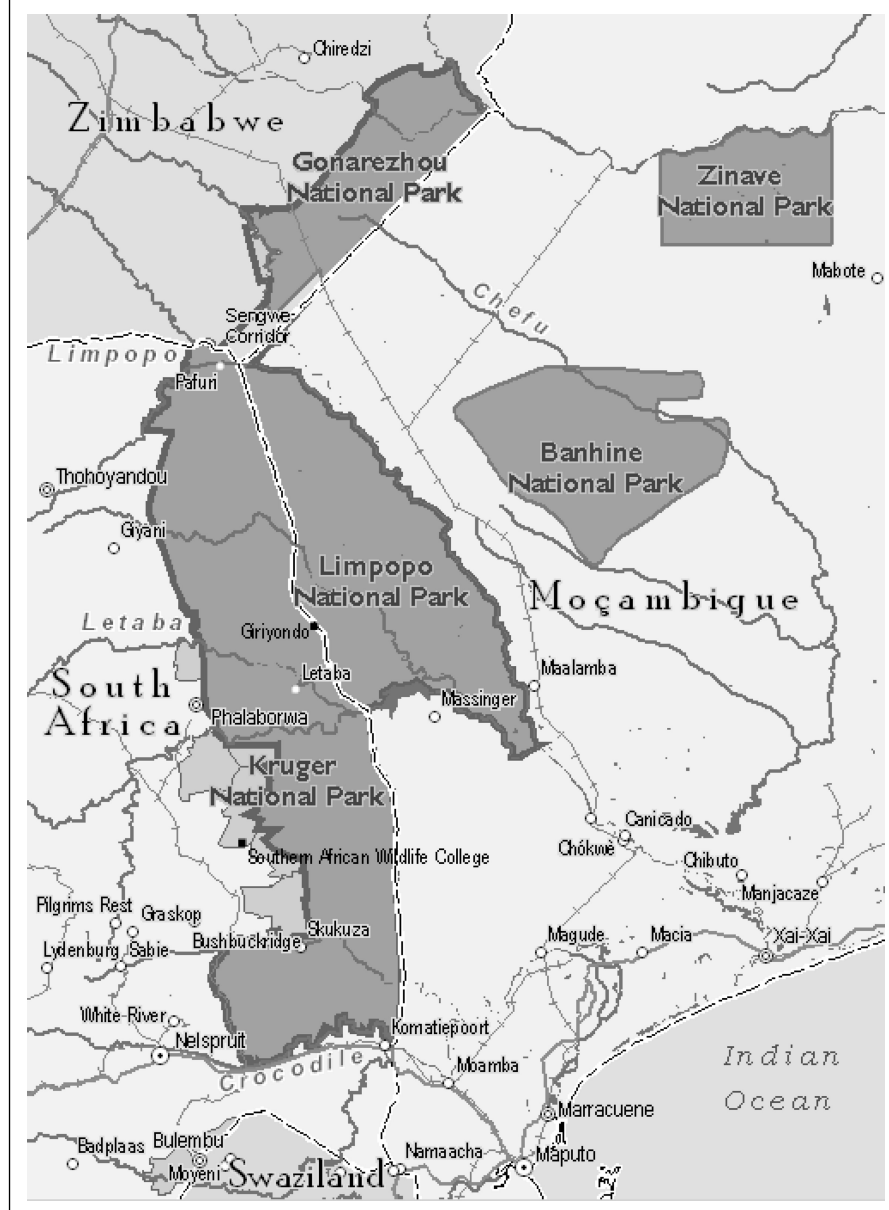 Chiredzi
Zimbabwe
Gonarezhou
National Park
Zinave
National Park
Mabote
Chefu
Sengwe-
Corridor
Limpopo
Pafuri
Banhine
National Park
Thohoyandou
Giyani
Limpopo
National Park
Moçambique
Letaba
Giriyondo
Maalamba
South
Africa
Letaba
Massinger
Phalaborwa
Kruger
National Park
Canicado
Chókwè
Southern African Wildlife College
Chibuto
Manjacaze
Pilgrims Rest
Graskop
Skukuza
Bushbuckridge
Magude
Macia
Xai-Xai
Lydenburg
Sabie
White-River
Nelspruit
Komatiepoort
Crocodile
Moamba
Indian
Ocean
Marracuene
Badplaas
Bulembu
Namaacha
Maputo
Moyeni
Swaziland